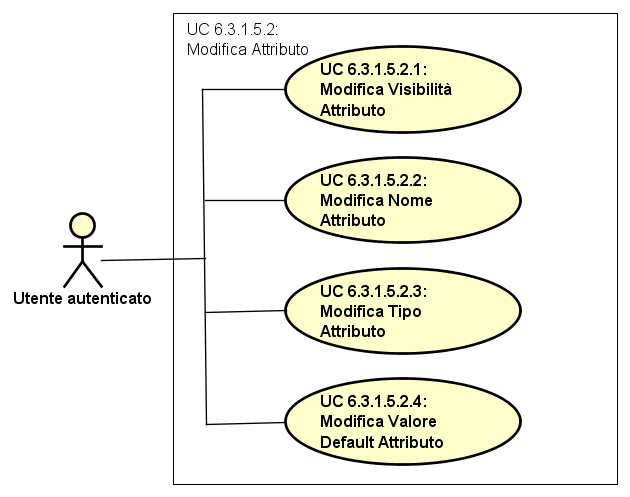 UC 6.3.1.5.2:
Modifica Attributo
UC 6.3.1.5.2.1:
Modifica Visibilità
Attributo
UC 6.3.1.5.2.2:
Modifica Nome
Attributo
Utente autenticato
UC 6.3.1.5.2.3:
Modifica Tipo
Attributo
UC 6.3.1.5.2.4:
Modifica Valore
Default Attributo